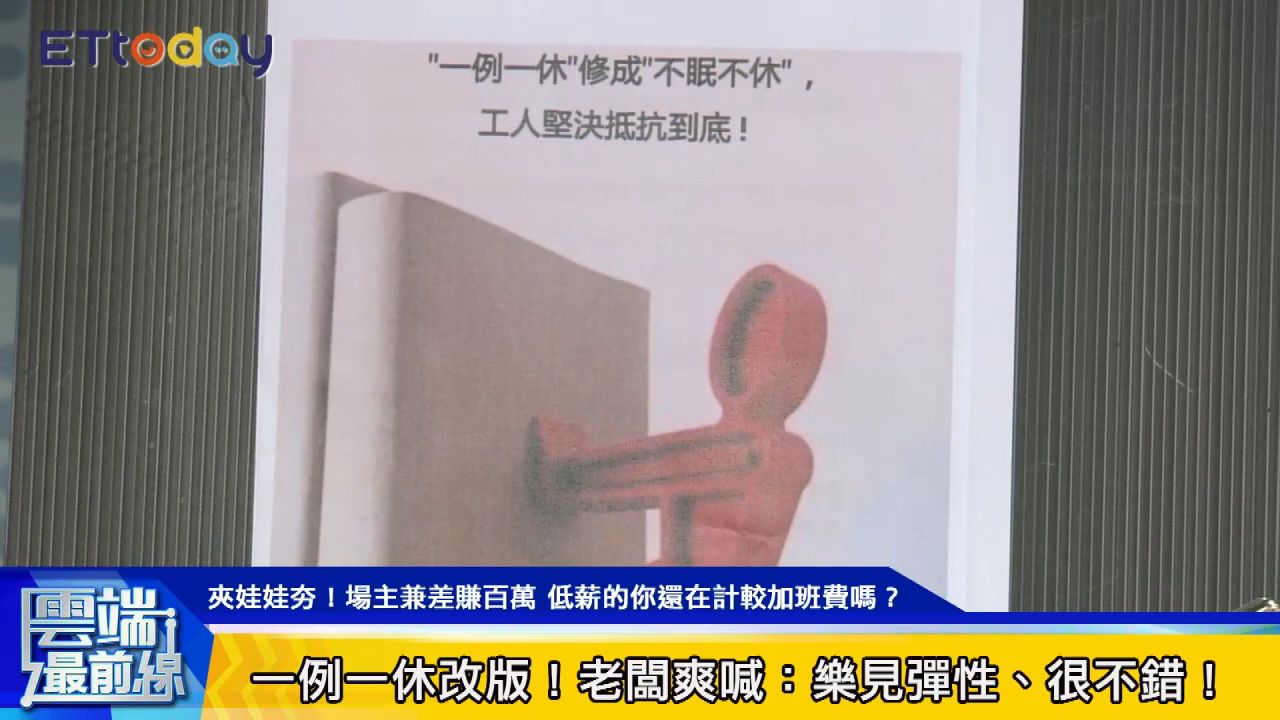 ETtoday
"一例一休"修成"不眠不休"，
工人堅決抵抗到底！
夾娃娃夯！場主兼差賺百萬 低薪的你還在計較加班費嗎？
雲端
最前線
一例一休改版！老闆爽喊：樂見彈性、很不錯！